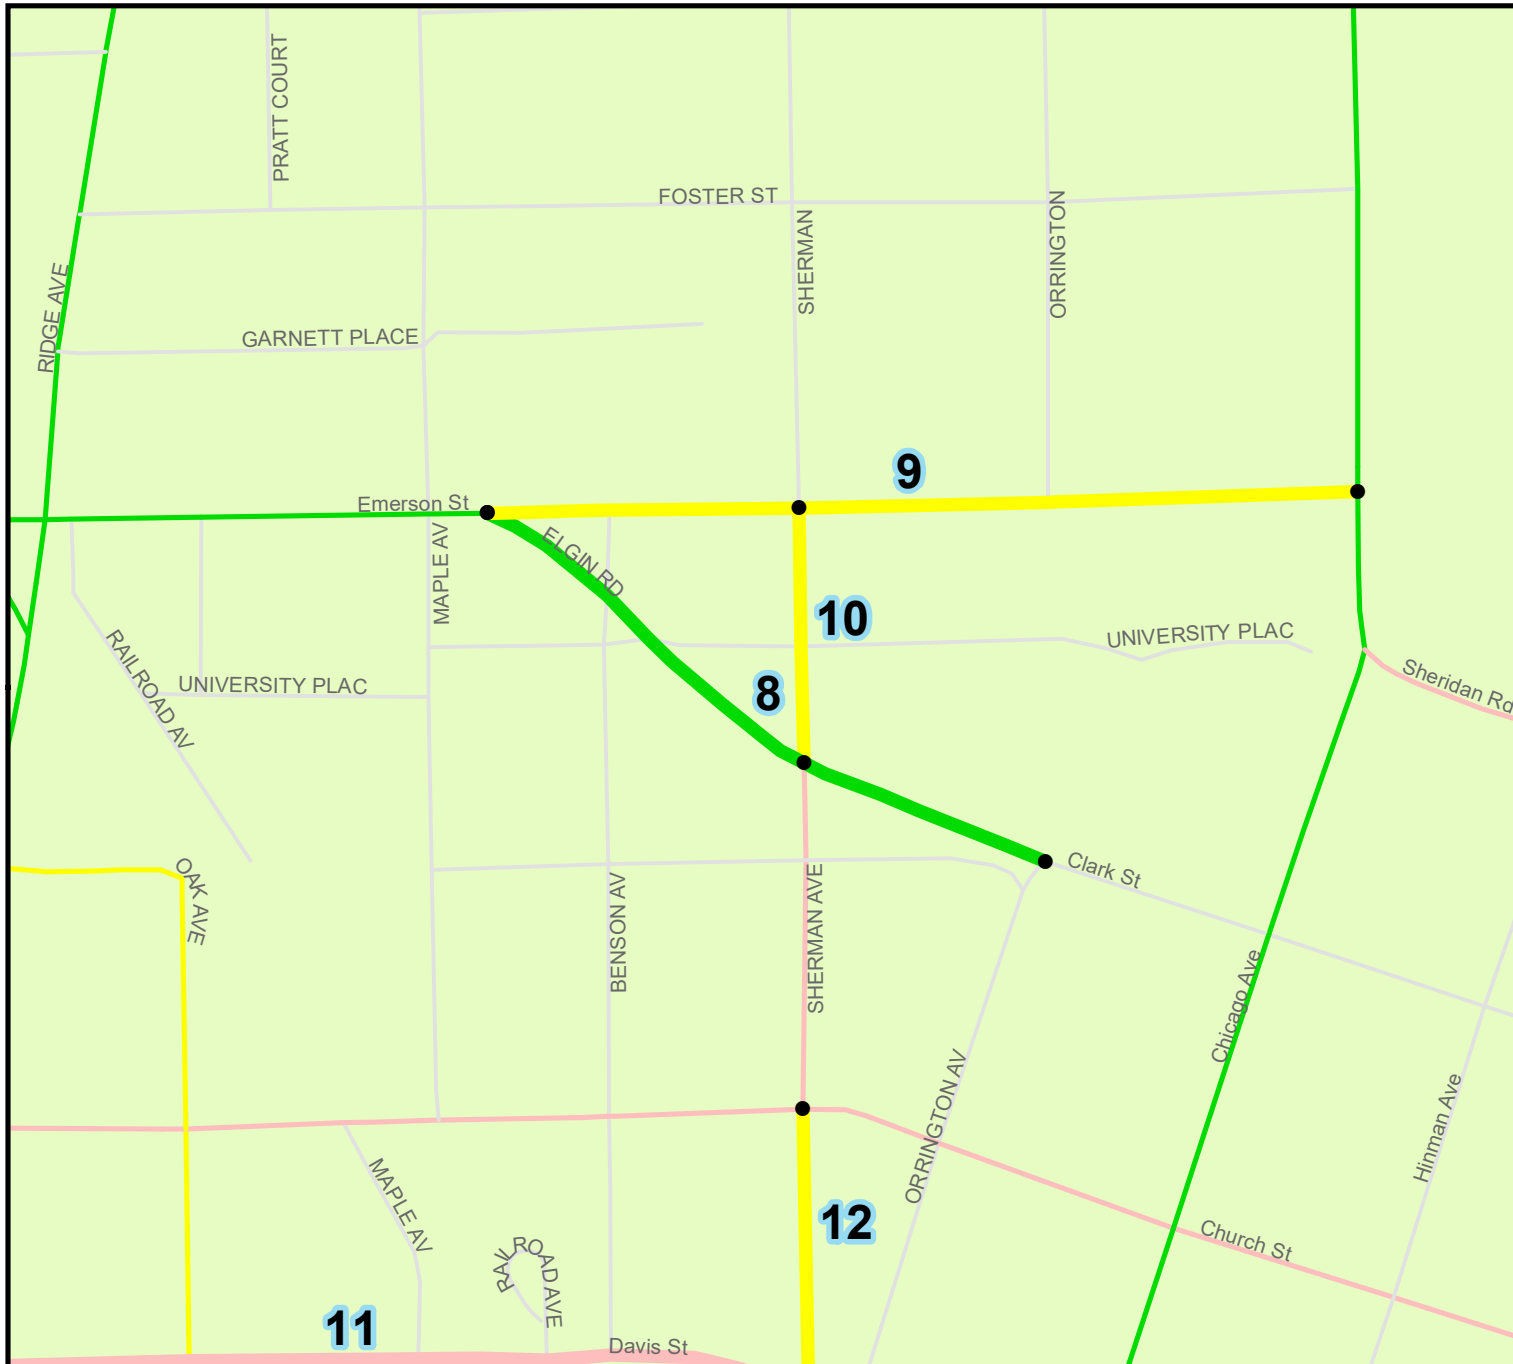 PRATT COURT
FOSTER ST
SHERMAN
ORRINGTON
RIDGE AVE
GARNETT PLACE
9
Emerson St
ELGIN RD
MAPLE AV
10
UNIVERSITY PLAC
RAILROAD AV
UNIVERSITY PLAC
8
Sheridan Rd
OAK AVE
Clark St
BENSON AV
SHERMAN AVE
Chicago Ave
ORRINGTON AV
Hinman Ave
MAPLE AV
12
Church St
RAILROAD AVE
11
Davis St